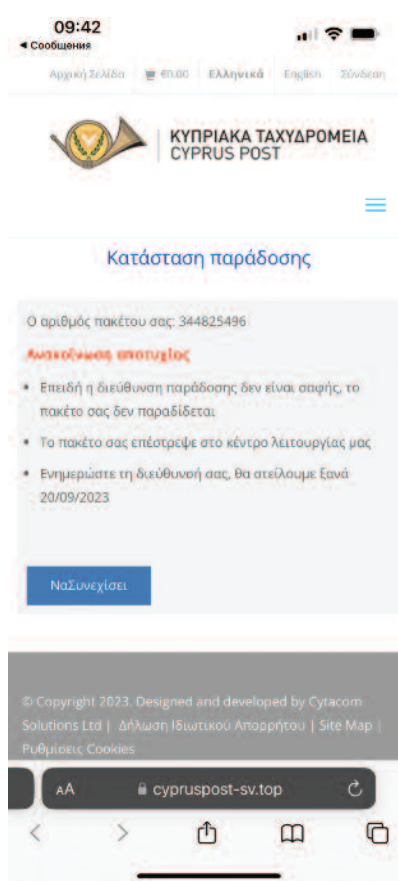 09:42
◀ Сообщения
Αρχική Σελίδα €0.00 Ελληνικά English Σύνδεση
ΚΥΠΡΙΑΚΑ ΤΑΧΥΔΡΟΜΕΙΑ
CYPRUS POST
Κατάσταση παράδοσης
Ο αριθμός πακέτου σας: 344825496
Ανακοίνωση αποτυχίας
• Επειδή η διεύθυνση παράδοσης δεν είναι σαφής, το
πακέτο σας δεν παραδίδεται
• Το πακέτο σας επέστρεψε στο κέντρο λειτουργίας μας
• Ενημερώστε τη διεύθυνσή σας, θα στείλουμε ξανά
20/09/2023
ΝαΣυνεχίσει
© Copyright 2023. Designed and developed by Cytacom
Solutions Ltd | Δήλωση Ιδιωτικού Απορρήτου | Site Map |
Ρυθμίσεις Cookies
AA cypruspost-sv.top